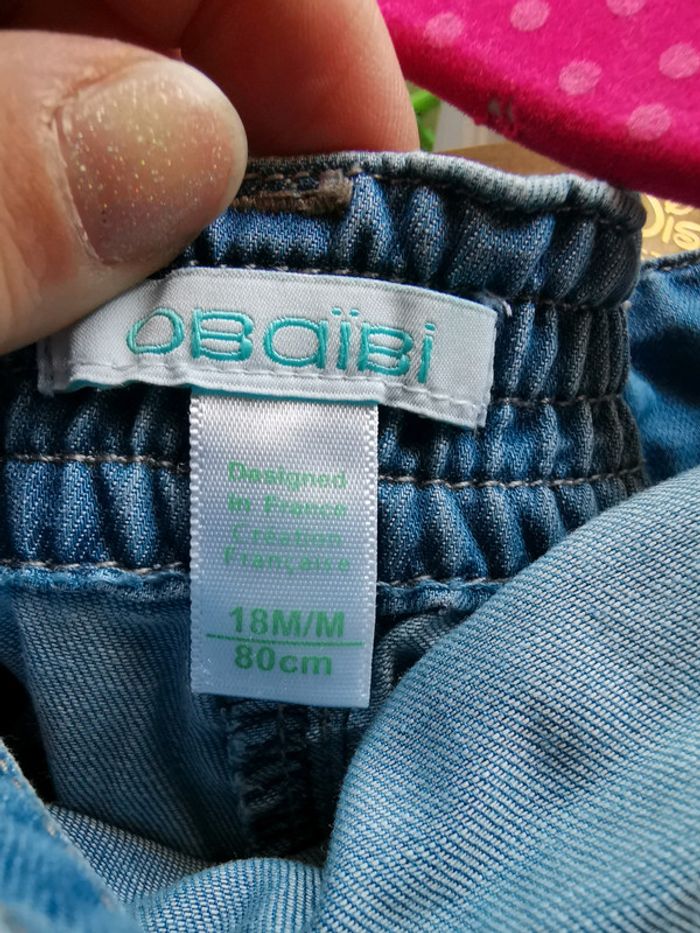 obaïbi
Designed
in France
Création
Française
18M/M
80cm